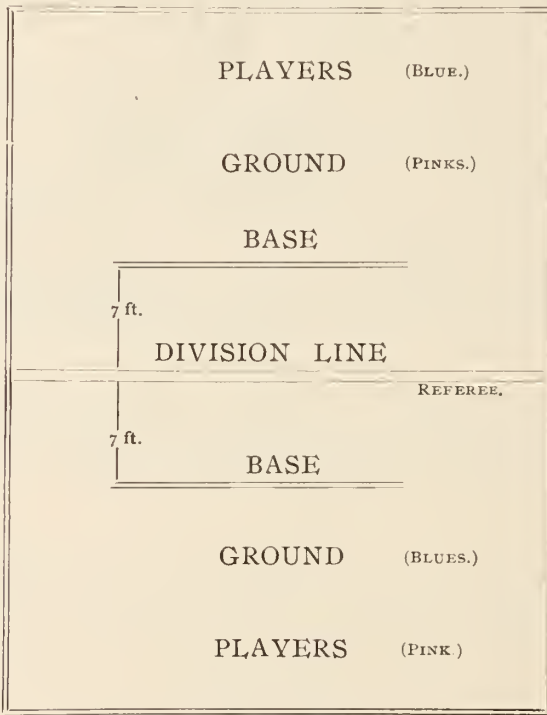 PLAYERS (BLUE.)
GROUND (PINKS.)
BASE
7 ft.
DIVISION LINE
REFEREE.
7 ft.
BASE
GROUND (BLUES.)
PLAYERS (PINK.)